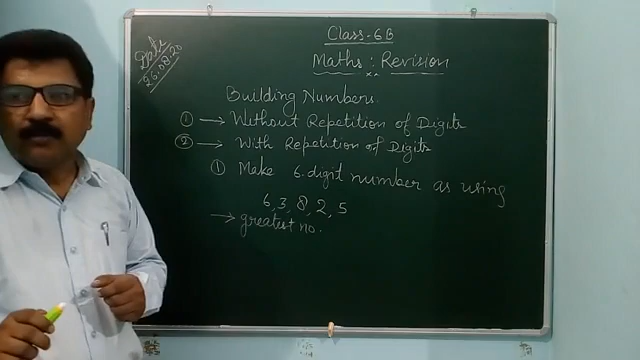 Date
26.08.20
Class-6B
Maths : Revision
Building Numbers.
① → Without Repetition of Digits
② → With Repetition of Digits
① Make 6.digit number as using
6, 3, 8, 2, 5
→ greatest no.